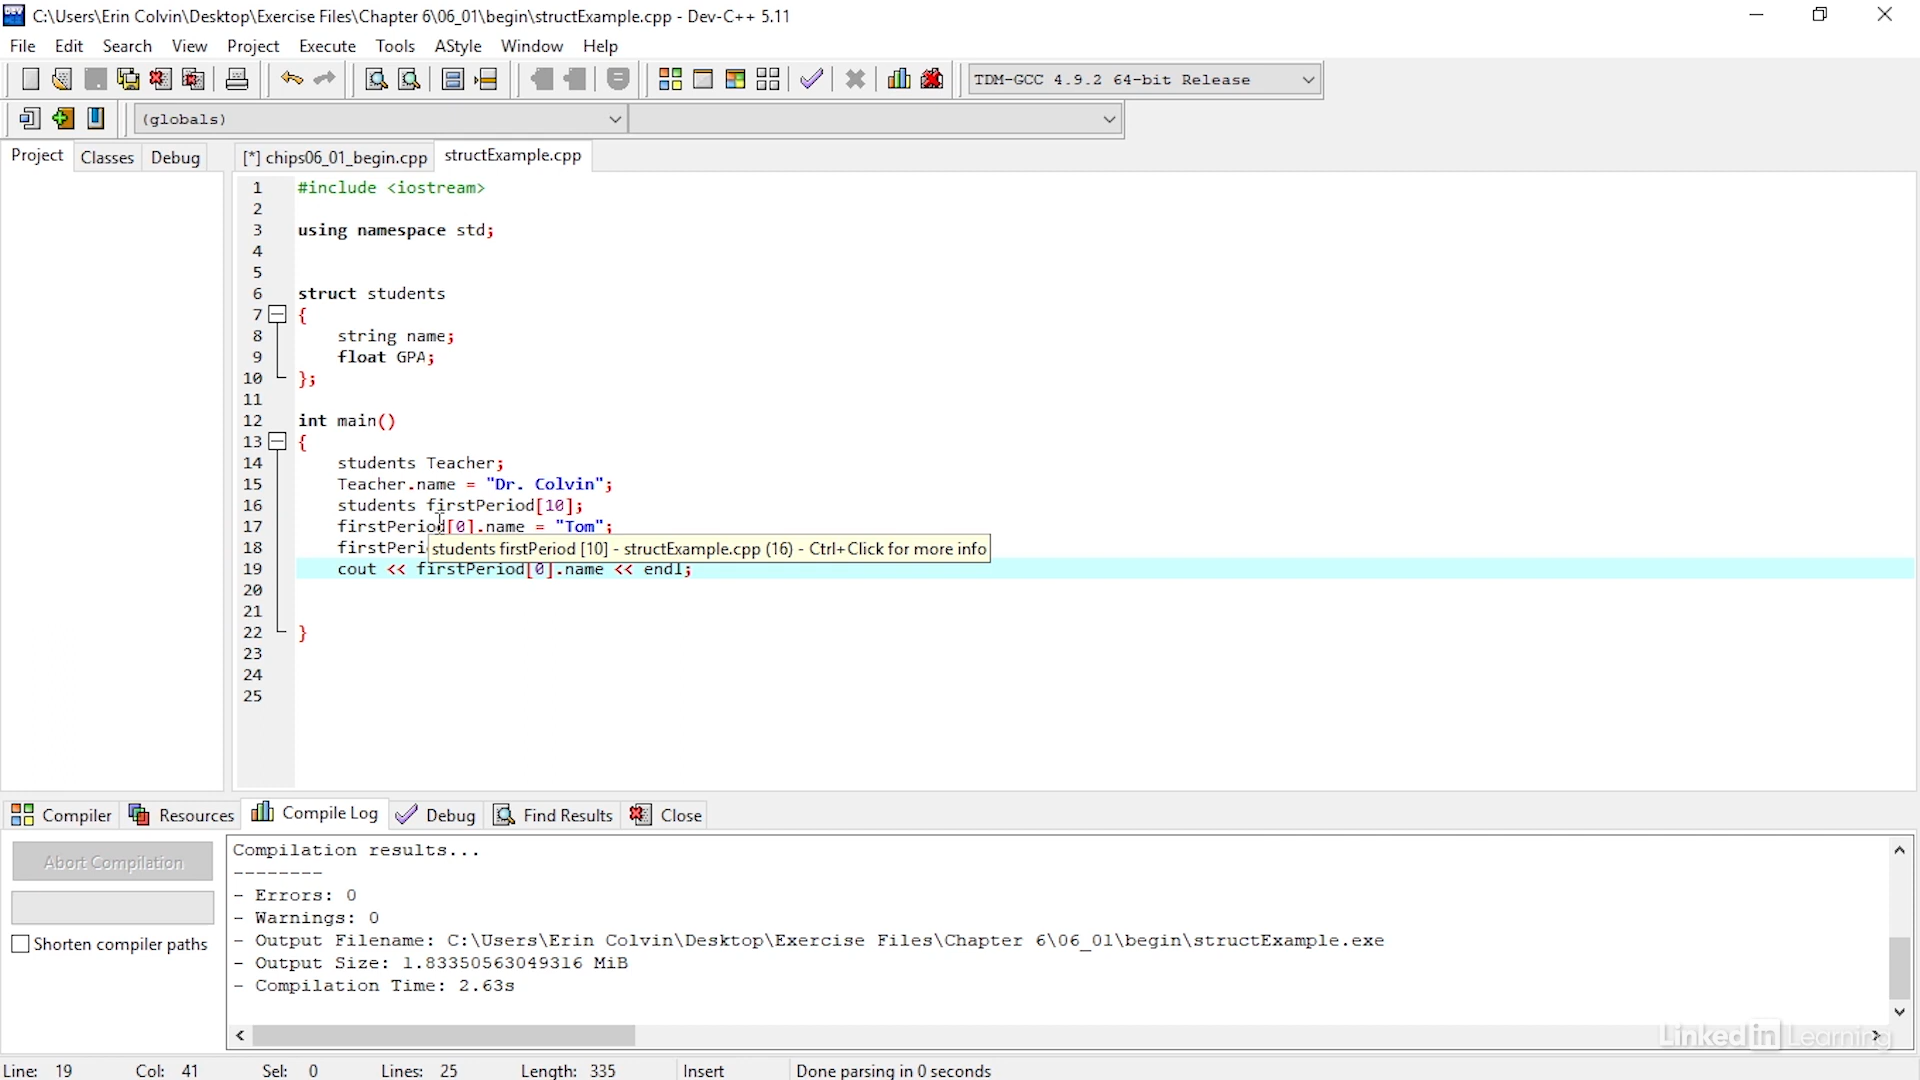 C:\Users\Erin Colvin\Desktop\Exercise Files\Chapter 6\06_01\begin\structExample.cpp - Dev-C++ 5.11
File Edit Search View Project Execute Tools AStyle Window Help
TDM-GCC 4.9.2 64-bit Release
(globals)
Project Classes Debug [*] chips06_01_begin.cpp structExample.cpp
1 #include <iostream>
2
3 using namespace std;
4
5
6 struct students
7 {
8 string name;
9 float GPA;
10 };
11
12 int main()
13 {
14 students Teacher;
15 Teacher.name = "Dr. Colvin";
16 students firstPeriod[10];
17 firstPeriod[0].name = "Tom";
18 firstPeri
students firstPeriod [10] - structExample.cpp (16) - Ctrl+Click for more info
19 cout << firstPeriod[0].name << endl;
20
21
22 }
23
24
25
Compiler Resources Compile Log Debug Find Results Close
Abort Compilation
Shorten compiler paths
Compilation results...
--------
- Errors: 0
- Warnings: 0
- Output Filename: C:\Users\Erin Colvin\Desktop\Exercise Files\Chapter 6\06_01\begin\structExample.exe
- Output Size: 1.83350563049316 MiB
- Compilation Time: 2.63s
Linked in Learning
Line: 19 Col: 41 Sel: 0 Lines: 25 Length: 335 Insert Done parsing in 0 seconds